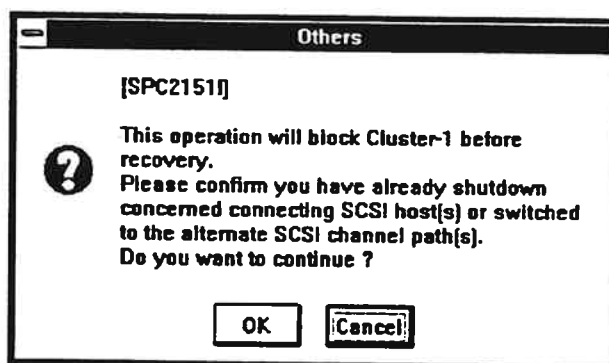 Others
[SPC2151I]
This operation will block Cluster-1 before
recovery.
Please confirm you have already shutdown
concerned connecting SCSI host(s) or switched
to the alternate SCSI channel path(s).
Do you want to continue ?
OK Cancel